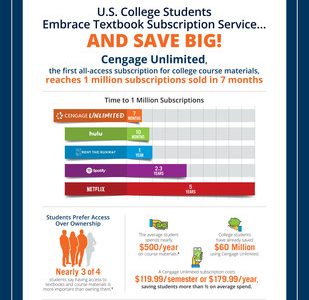 U.S. College Students
Embrace Textbook Subscription Service...
AND SAVE BIG!
Cengage Unlimited,
the first all-access subscription for college course materials,
reaches 1 million subscriptions sold in 7 months
Time to 1 Million Subscriptions
CENGAGE UNLIMITED
7
MONTHS
hulu
10
MONTHS
RENT THE RUNWAY
1
YEAR
Spotify
2.3
YEARS
NETFLIX
5
YEARS
Students Prefer Access
Over Ownership
Nearly 3 of 4
students say having access to
textbooks and course materials is
more important than owning them.
The average student
spends nearly
$500/year
on course materials.
College students
have already saved
$60 Million
using Cengage Unlimited.
A Cengage Unlimited subscription costs
$119.99/semester or $179.99/year,
saving students more than ½ on average spend.